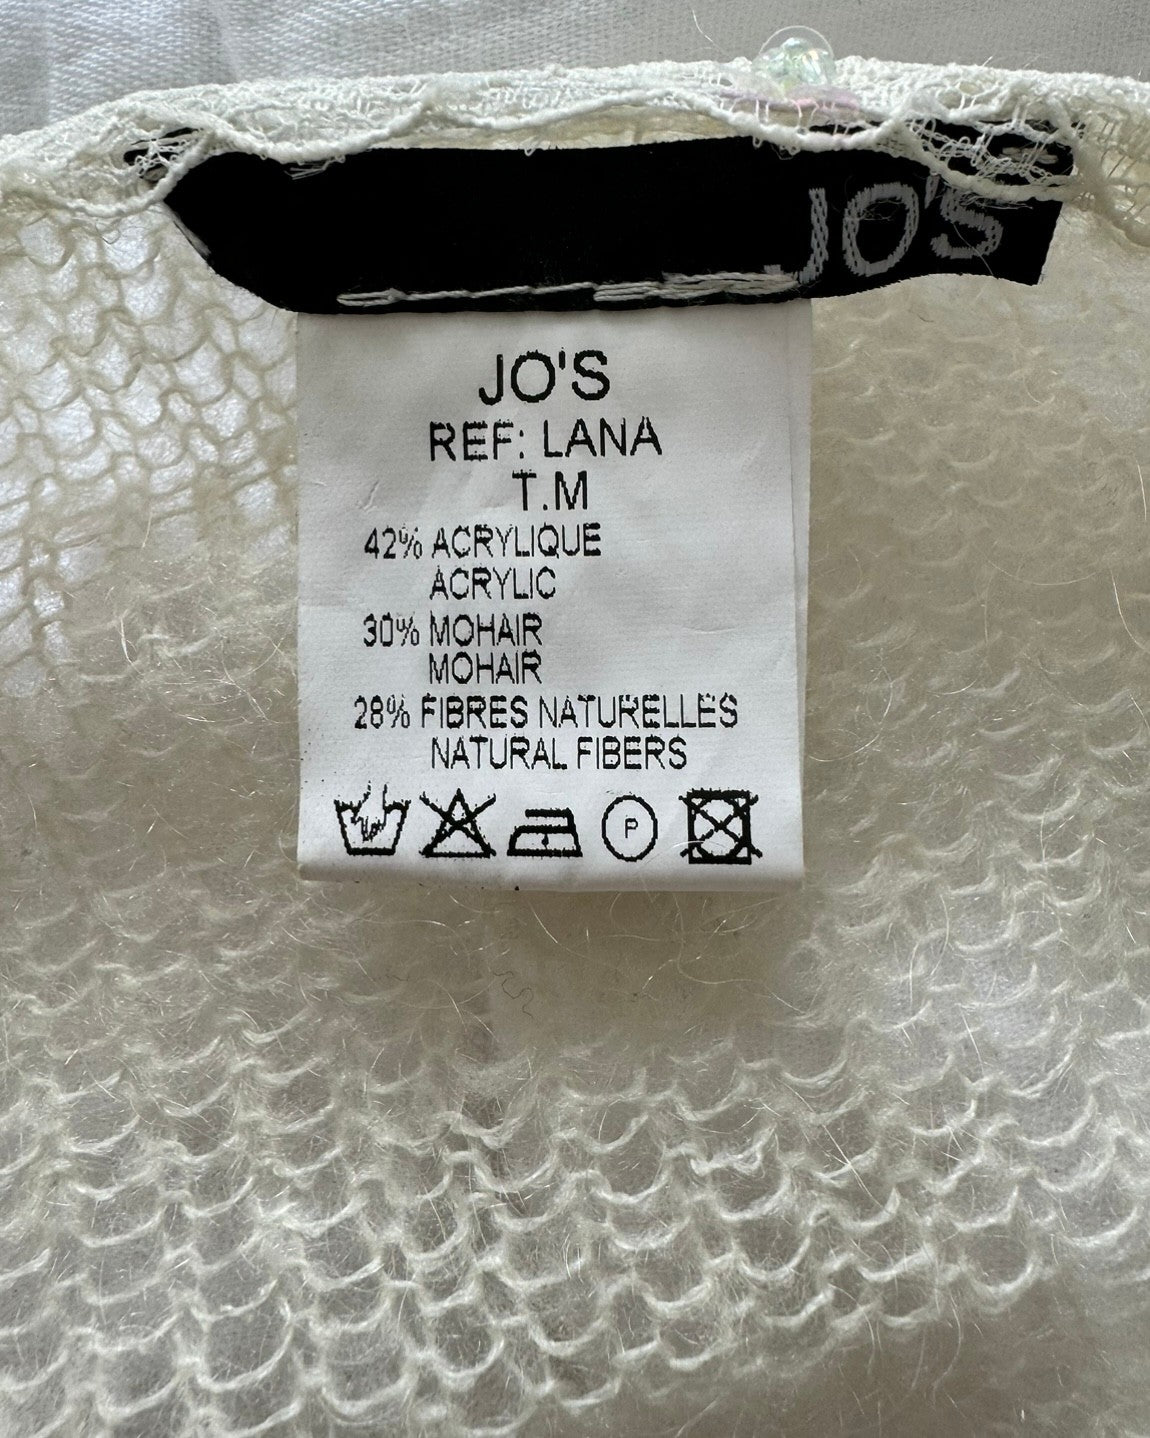 JO'S
JO'S
REF: LANA
T.M
42% ACRYLIQUE
ACRYLIC
30% MOHAIR
MOHAIR
28% FIBRES NATURELLES
NATURAL FIBERS
P